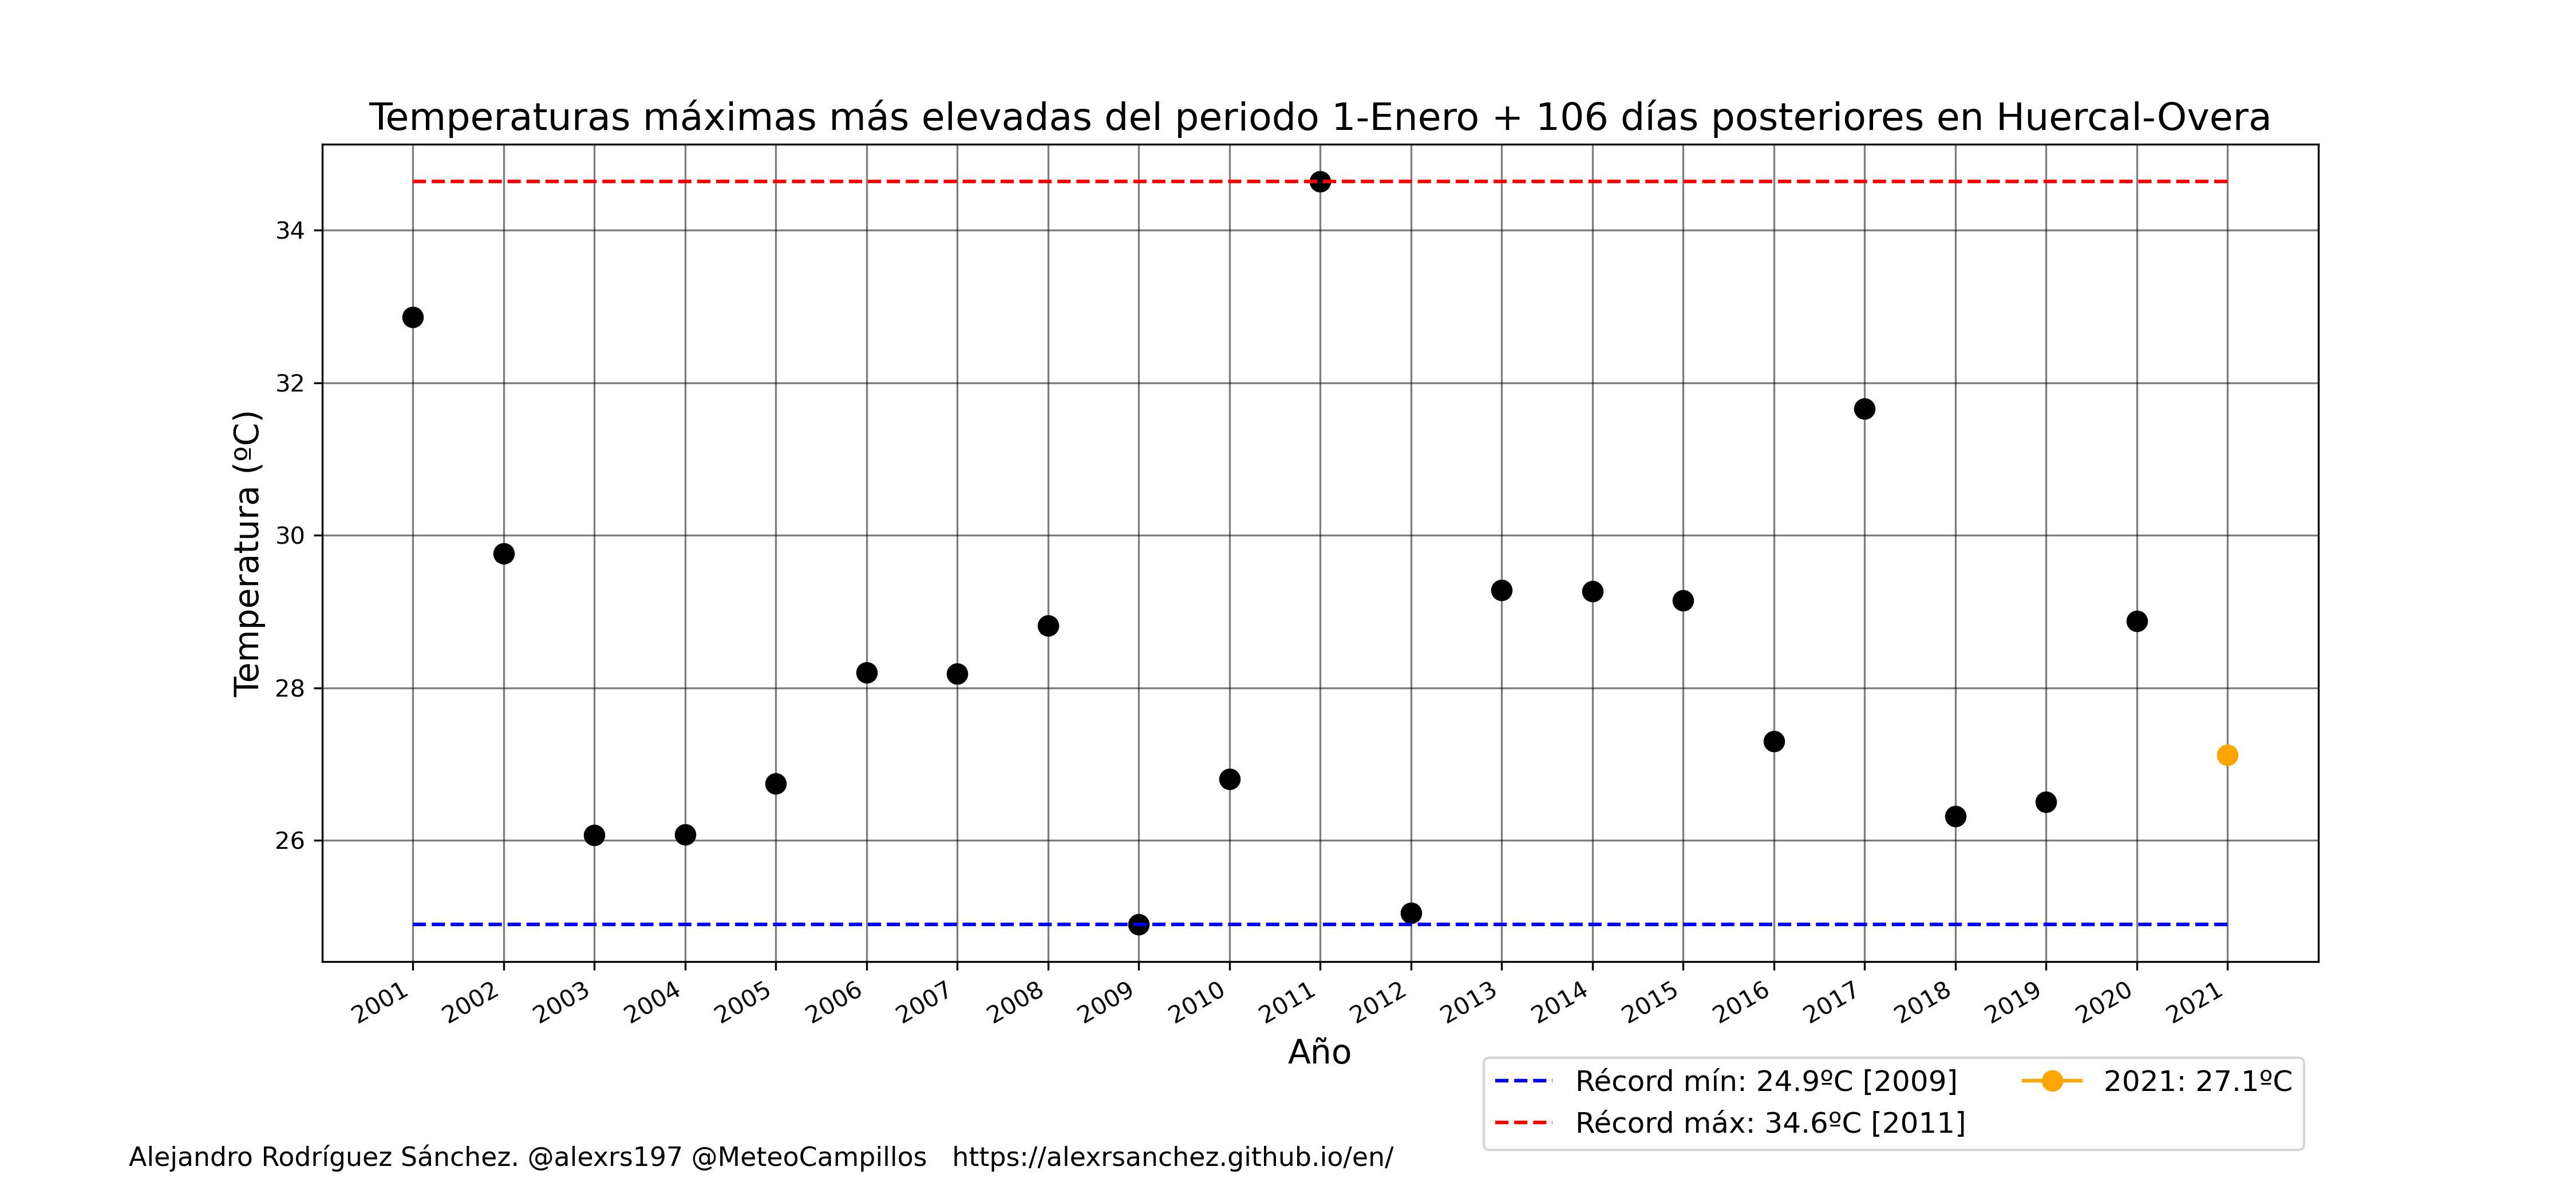 Temperaturas máximas más elevadas del periodo 1-Enero + 106 días posteriores en Huercal-Overa
Temperatura (ºC)
34
32
30
28
26
2001 2002 2003 2004 2005 2006 2007 2008 2009 2010 2011 2012 2013 2014 2015 2016 2017 2018 2019 2020 2021
Año
Récord mín: 24.9ºC [2009]
Récord máx: 34.6ºC [2011]
2021: 27.1ºC
Alejandro Rodríguez Sánchez. @alexrs197 @MeteoCampillos https://alexrsanchez.github.io/en/